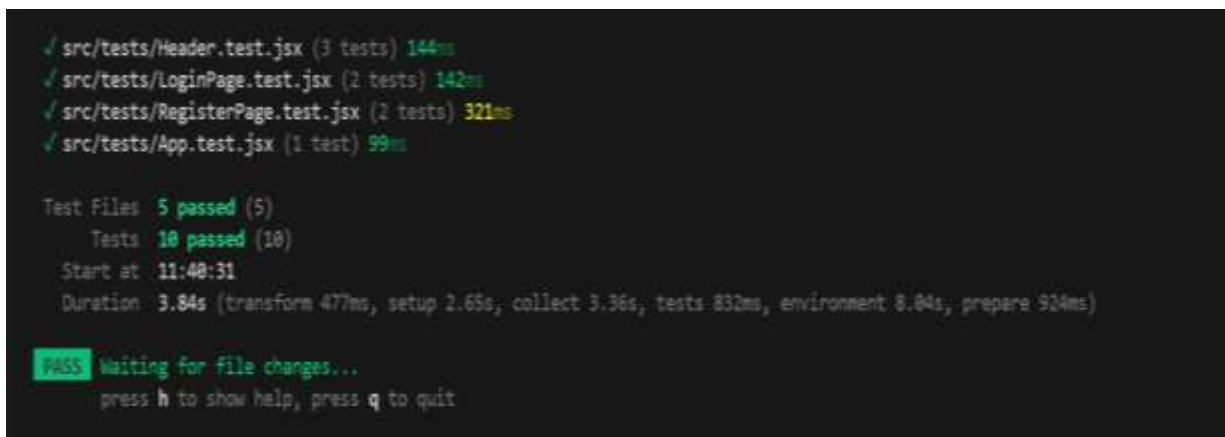 ✓ src/tests/Header.test.jsx (3 tests) 144ms
✓ src/tests/LoginPage.test.jsx (2 tests) 142ms
✓ src/tests/RegisterPage.test.jsx (2 tests) 321ms
✓ src/tests/App.test.jsx (1 test) 99ms
Test Files 5 passed (5)
Tests 10 passed (10)
Start at 11:40:31
Duration 3.84s (transform 477ms, setup 2.65s, collect 3.36s, tests 832ms, environment 8.04s, prepare 924ms)
PASS Waiting for file changes...
press h to show help, press q to quit